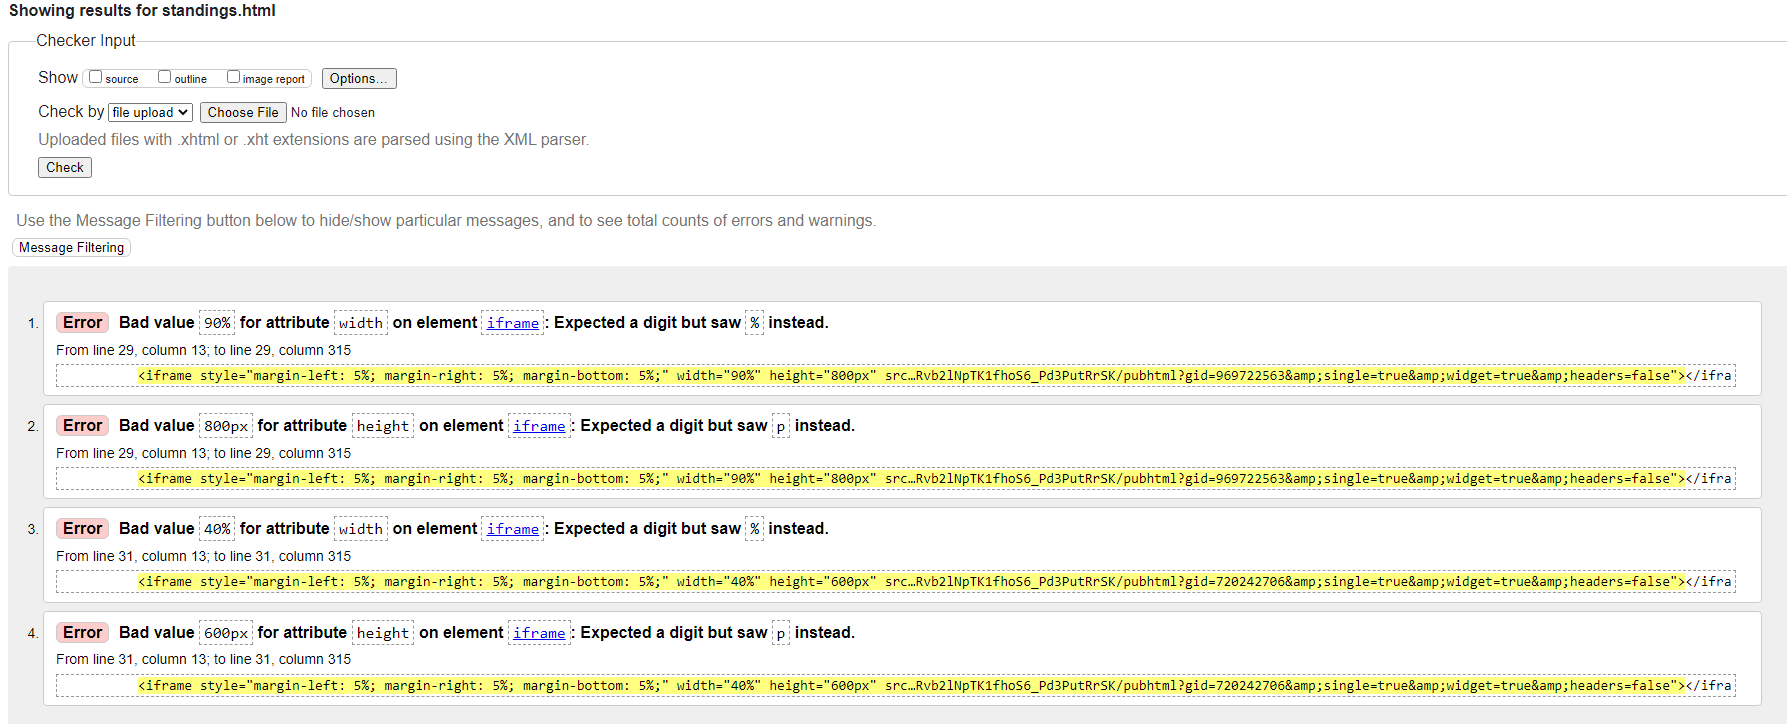 Showing results for standings.html
Checker Input
Show source outline image report Options...
Check by file upload Choose File No file chosen
Uploaded files with .xhtml or .xht extensions are parsed using the XML parser.
Check
Use the Message Filtering button below to hide/show particular messages, and to see total counts of errors and warnings.
Message Filtering
1. Error Bad value 90% for attribute width on element iframe: Expected a digit but saw % instead.
From line 29, column 13; to line 29, column 315
<iframe style="margin-left: 5%; margin-right: 5%; margin-bottom: 5%;" width="90%" height="800px" src…Rvb2lNpTK1fhoS6_Pd3PutRrSK/pubhtml?gid=969722563&amp;single=true&amp;widget=true&amp;headers=false"></ifra
2. Error Bad value 800px for attribute height on element iframe: Expected a digit but saw p instead.
From line 29, column 13; to line 29, column 315
<iframe style="margin-left: 5%; margin-right: 5%; margin-bottom: 5%;" width="90%" height="800px" src…Rvb2lNpTK1fhoS6_Pd3PutRrSK/pubhtml?gid=969722563&amp;single=true&amp;widget=true&amp;headers=false"></ifra
3. Error Bad value 40% for attribute width on element iframe: Expected a digit but saw % instead.
From line 31, column 13; to line 31, column 315
<iframe style="margin-left: 5%; margin-right: 5%; margin-bottom: 5%;" width="40%" height="600px" src…Rvb2lNpTK1fhoS6_Pd3PutRrSK/pubhtml?gid=720242706&amp;single=true&amp;widget=true&amp;headers=false"></ifra
4. Error Bad value 600px for attribute height on element iframe: Expected a digit but saw p instead.
From line 31, column 13; to line 31, column 315
<iframe style="margin-left: 5%; margin-right: 5%; margin-bottom: 5%;" width="40%" height="600px" src…Rvb2lNpTK1fhoS6_Pd3PutRrSK/pubhtml?gid=720242706&amp;single=true&amp;widget=true&amp;headers=false"></ifra